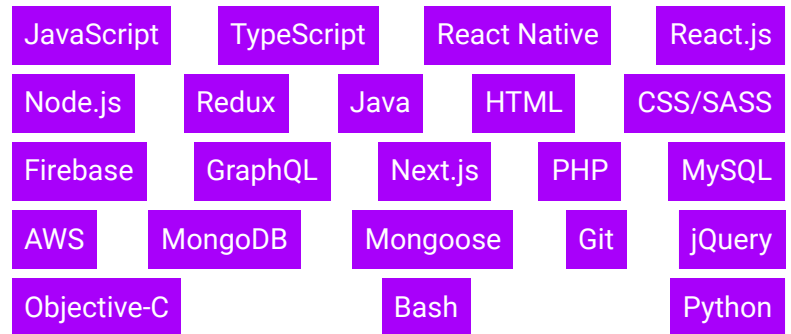 JavaScript TypeScript React Native React.js
Node.js Redux Java HTML CSS/SASS
Firebase GraphQL Next.js PHP MySQL
AWS MongoDB Mongoose Git jQuery
Objective-C Bash Python